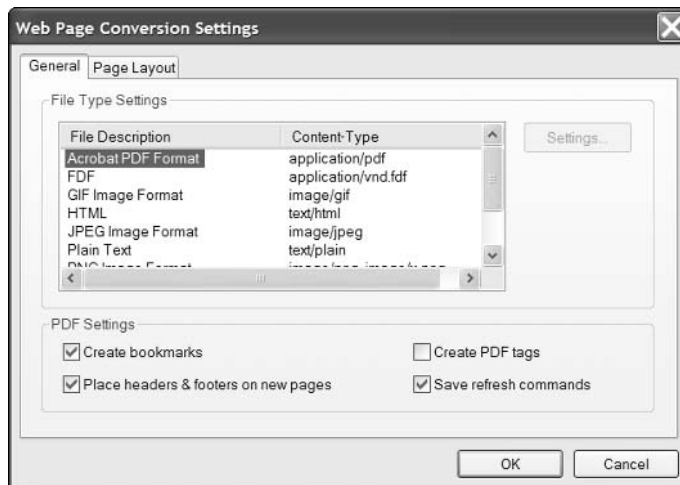 Web Page Conversion Settings
General Page Layout
File Type Settings
File Description Content-Type Settings...
Acrobat PDF Format application/pdf
FDF application/vnd.fdf
GIF Image Format image/gif
HTML text/html
JPEG Image Format image/jpeg
Plain Text text/plain
PNG Image Format
PDF Settings
Create bookmarks Create PDF tags
Place headers & footers on new pages Save refresh commands
OK Cancel